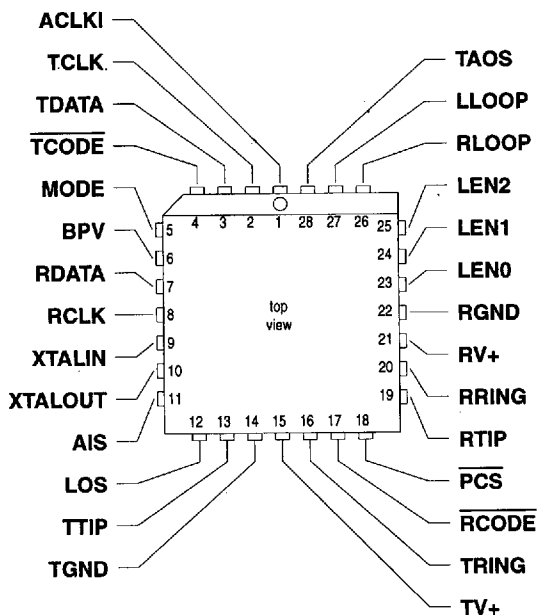 ACLKI
TCLK
TDATA
TCODE
MODE
BPV
RDATA
RCLK
XTALIN
XTALOUT
AIS
LOS
TTIP
TGND
TAOS
LLOOP
RLOOP
LEN2
LEN1
LEN0
RGND
RV+
RRING
RTIP
PCS
RCODE
TRING
TV+
4 3 2 1 28 27 26
5
6
7
8
9
10
11
25
24
23
22
21
20
19
top
view
12 13 14 15 16 17 18